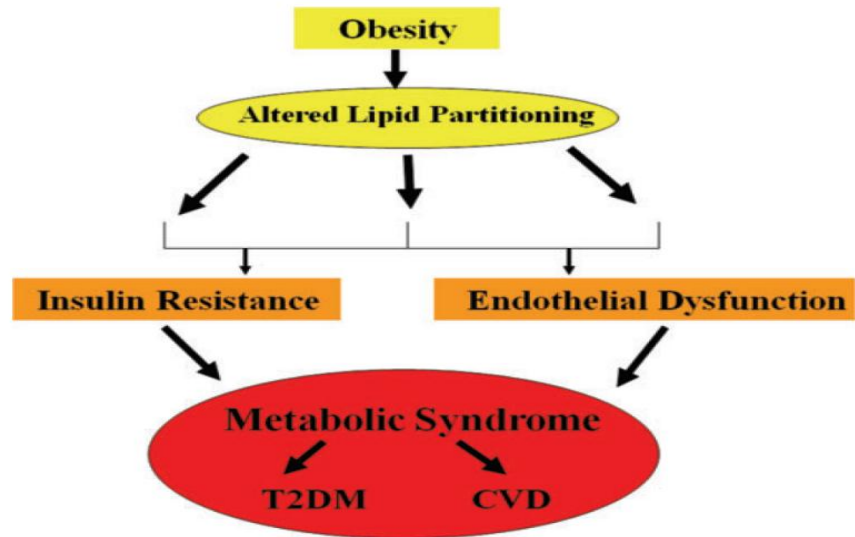 Obesity
Altered Lipid Partitioning
Insulin Resistance
Endothelial Dysfunction
Metabolic Syndrome
T2DM
CVD